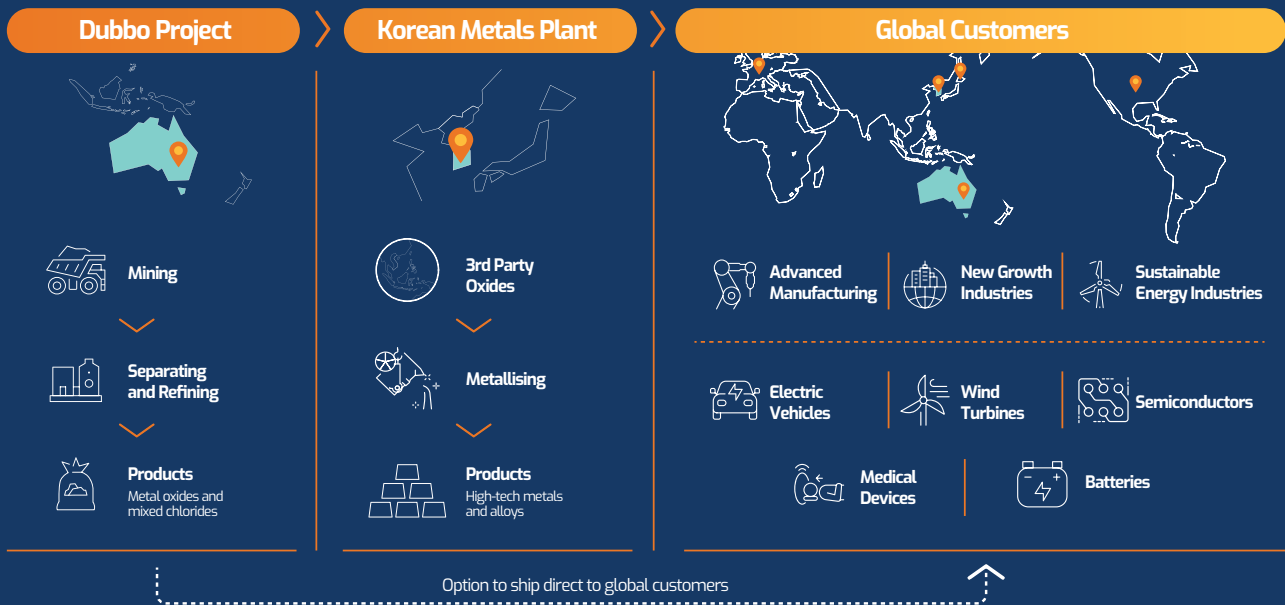 Dubbo Project
Korean Metals Plant
Global Customers
Mining
Separating
and Refining
Products
Metal oxides and
mixed chlorides
3rd Party
Oxides
Metallising
Products
High-tech metals
and alloys
Advanced
Manufacturing
New Growth
Industries
Sustainable
Energy Industries
Electric
Vehicles
Wind
Turbines
Semiconductors
Medical
Devices
Batteries
Option to ship direct to global customers